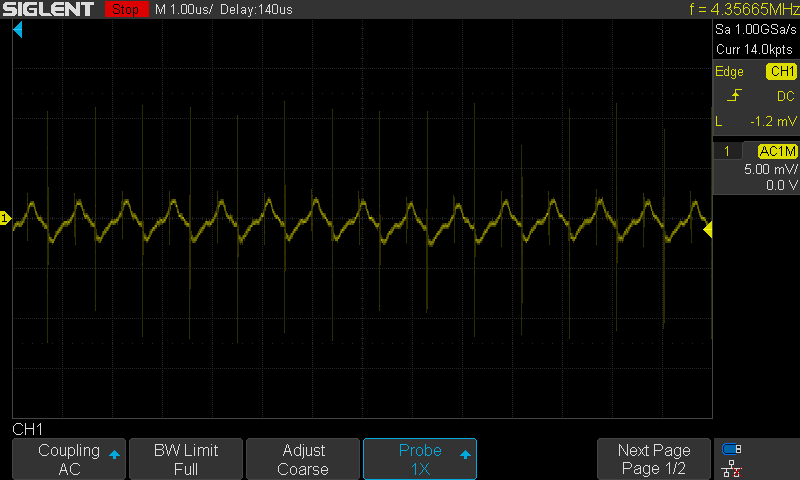 SIGLENT Stop M 1.00us/ Delay:140us f = 4.35665MHz
Sa 1.00GSa/s
Curr 14.0kpts
Edge CH1
DC
L -1.2 mV
1 AC1M
5.00 mV/
0.0 V
1
CH1
Coupling BW Limit Adjust Probe Next Page
AC Full Coarse 1X Page 1/2